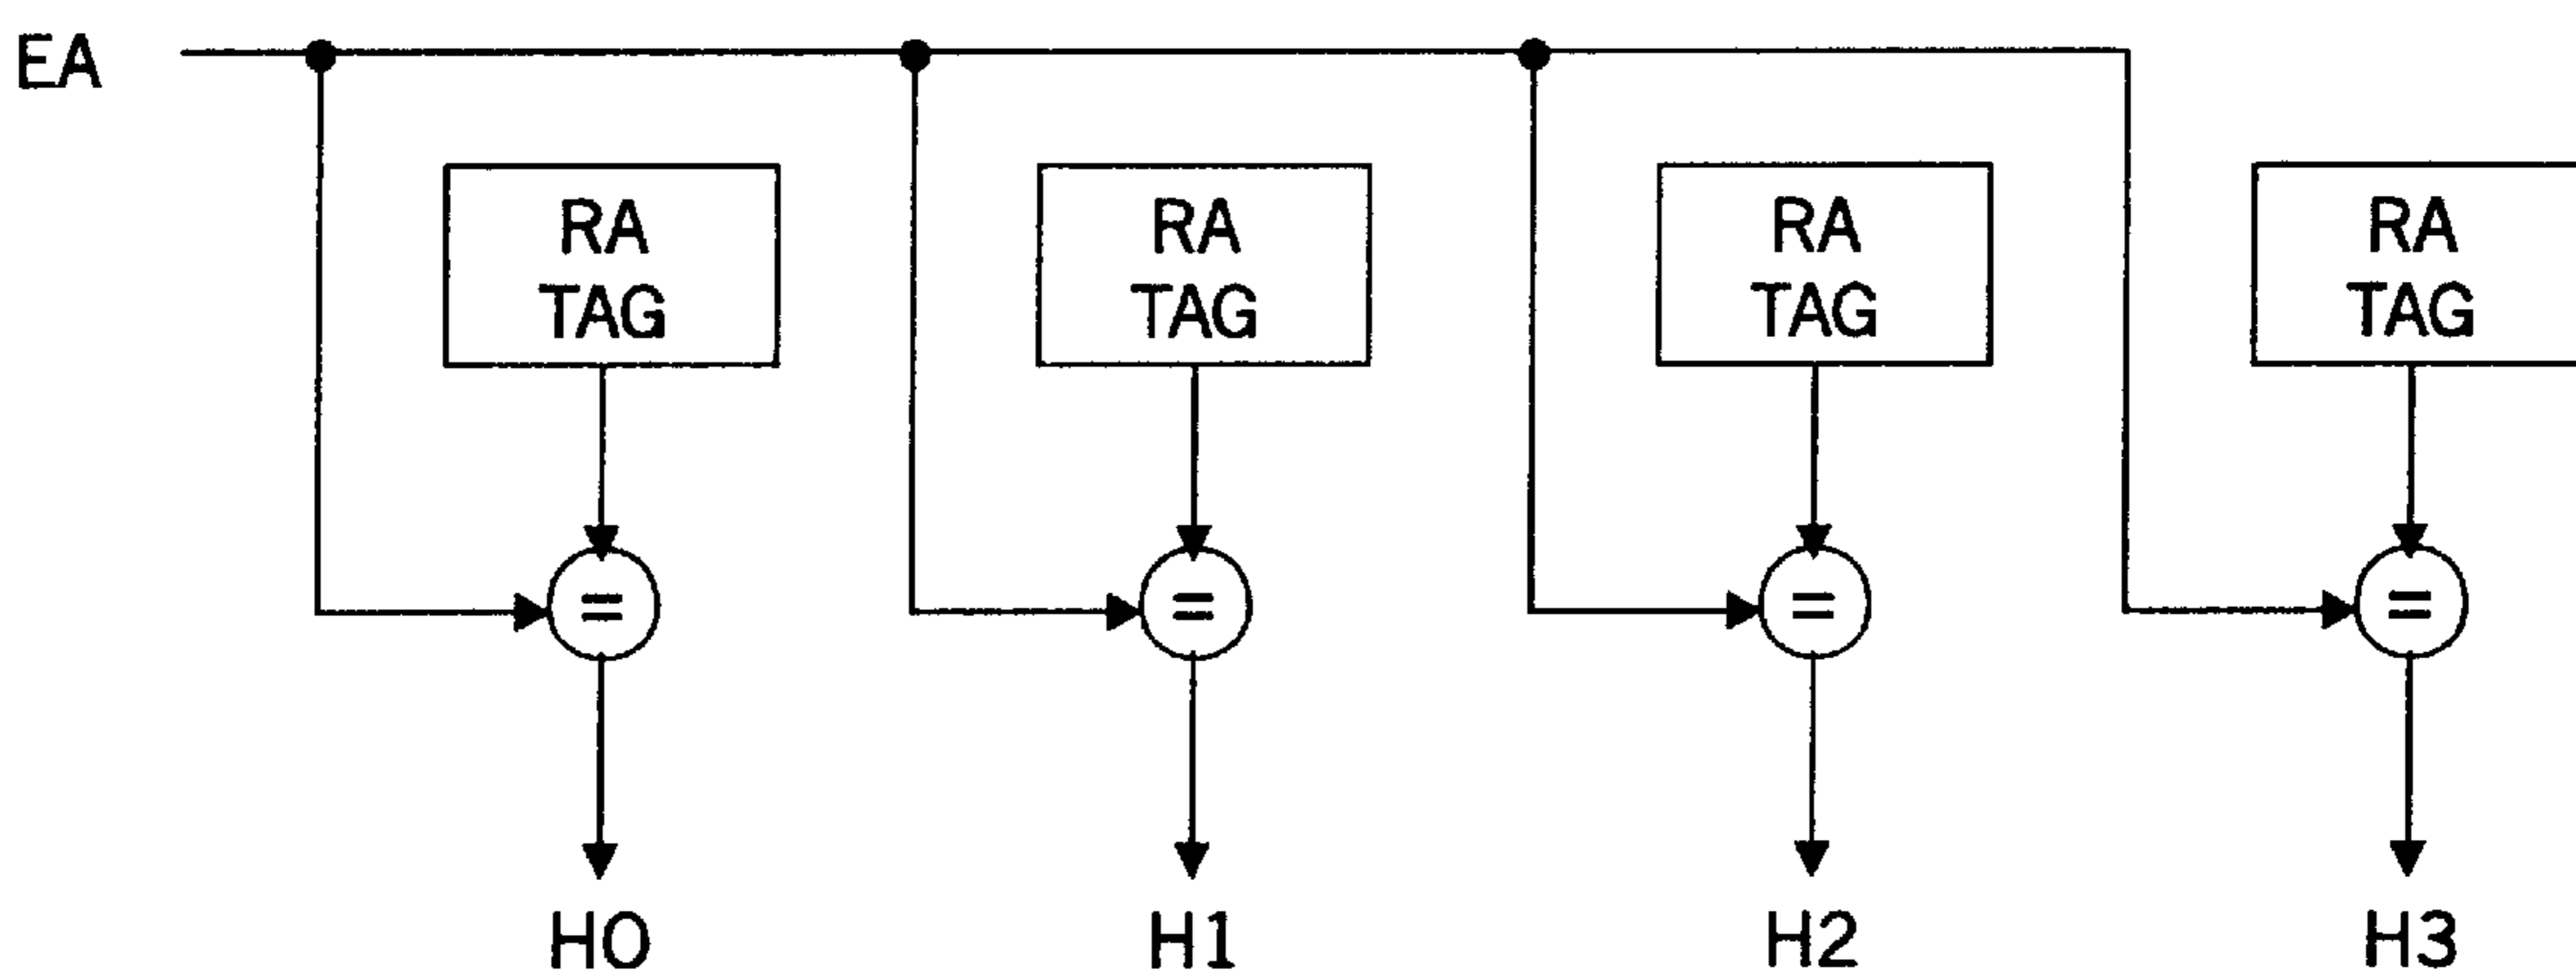 EA
RA
TAG
RA
TAG
RA
TAG
RA
TAG
=
=
=
=
H0
H1
H2
H3